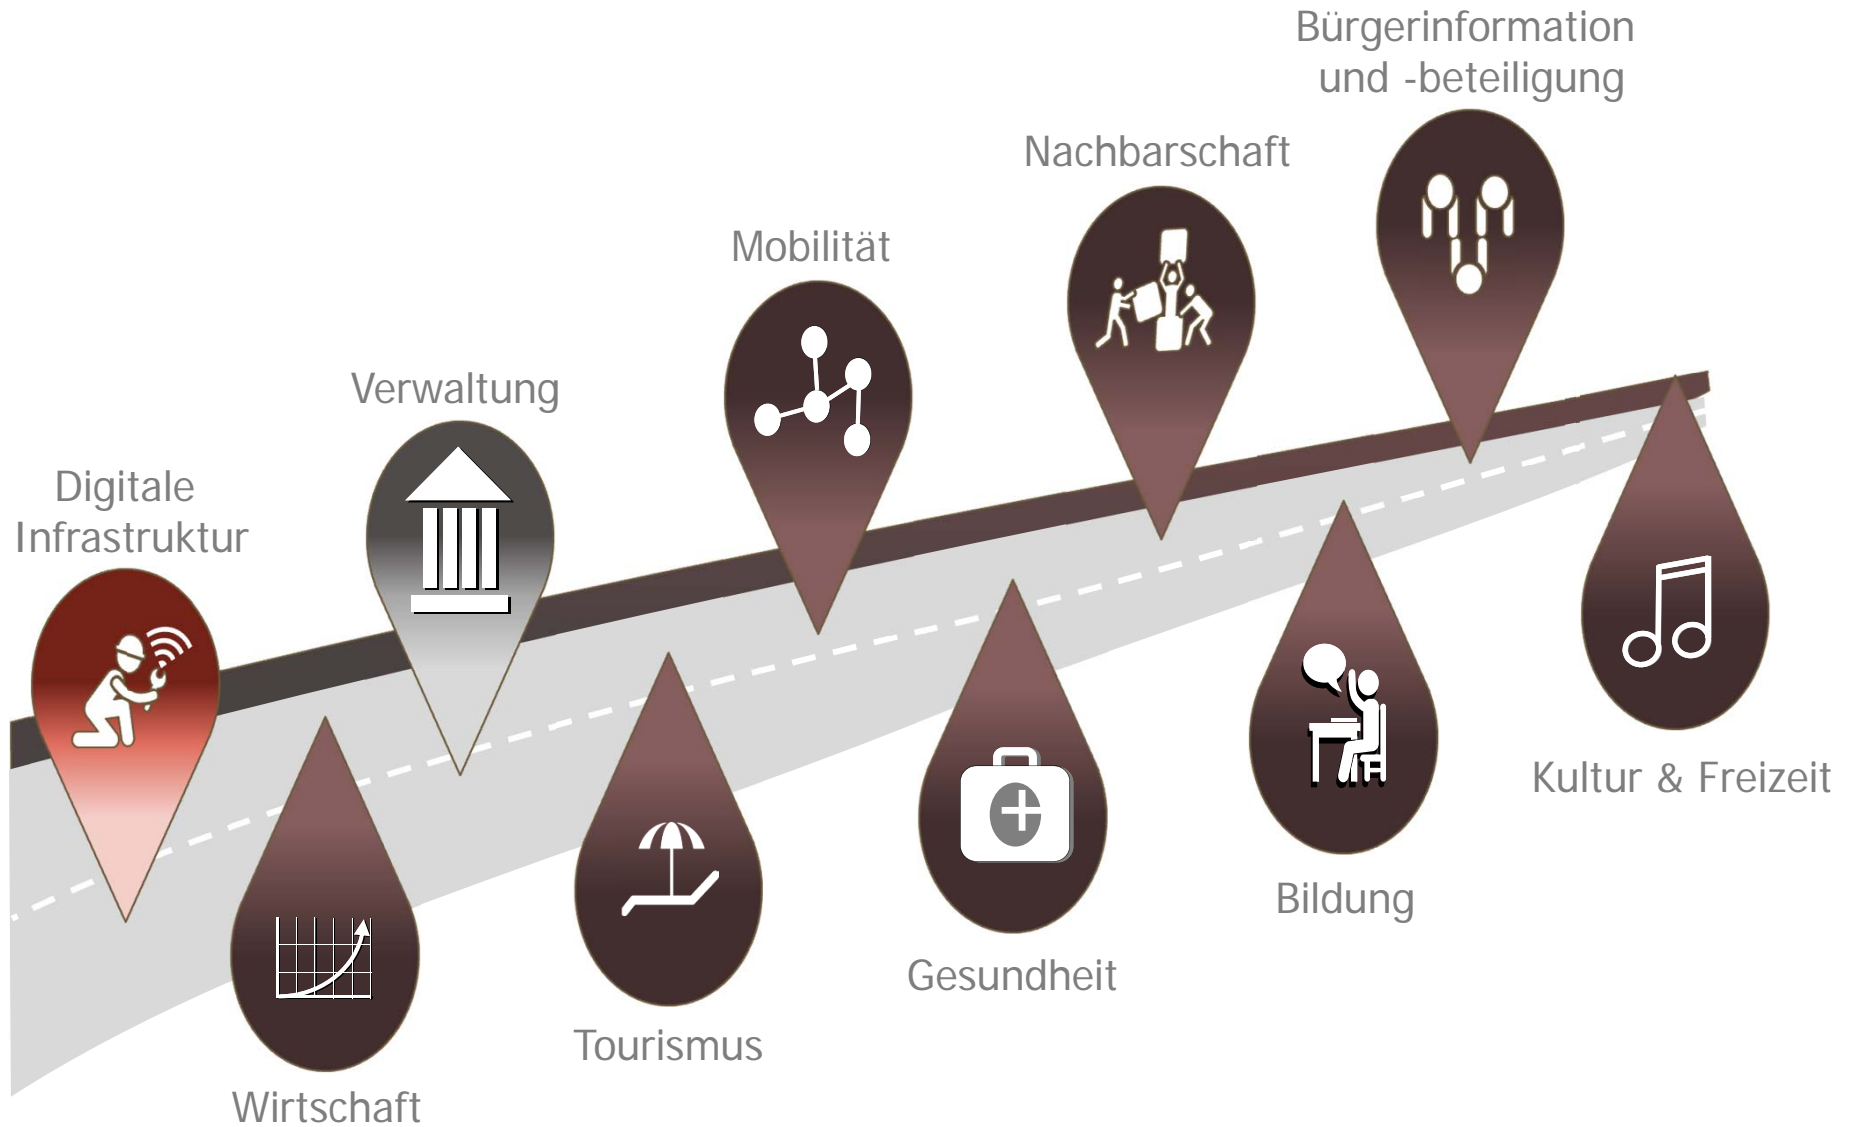 Bürgerinformation
und -beteiligung
Nachbarschaft
Mobilität
Verwaltung
Digitale
Infrastruktur
Kultur & Freizeit
Bildung
Gesundheit
Tourismus
Wirtschaft